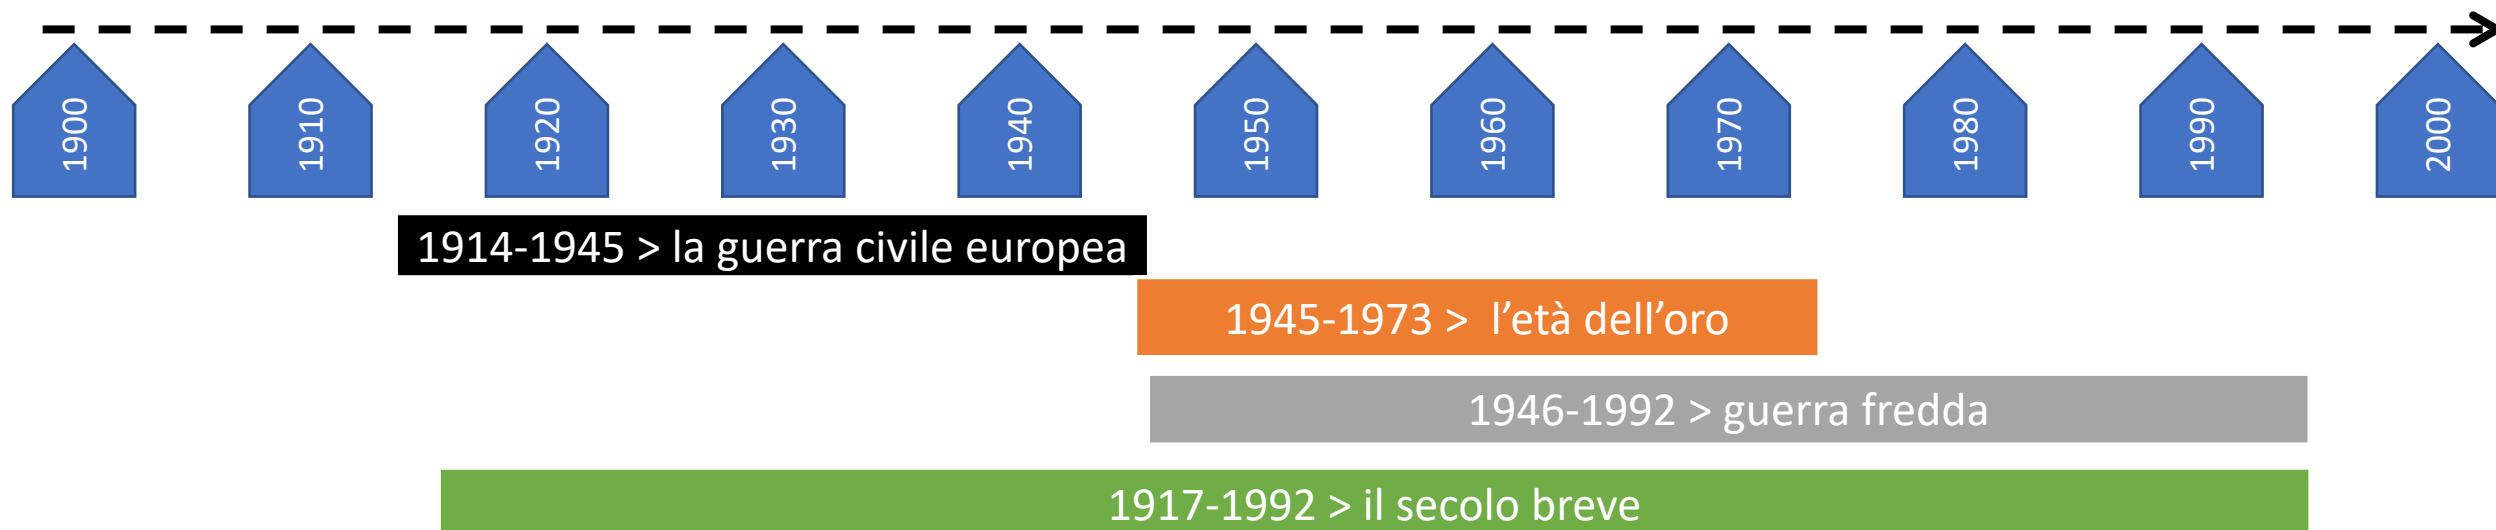 1900
1910
1920
1930
1940
1950
1960
1970
1980
1990
2000
1914-1945 > la guerra civile europea
1945-1973 > l’età dell’oro
1946-1992 > guerra fredda
1917-1992 > il secolo breve